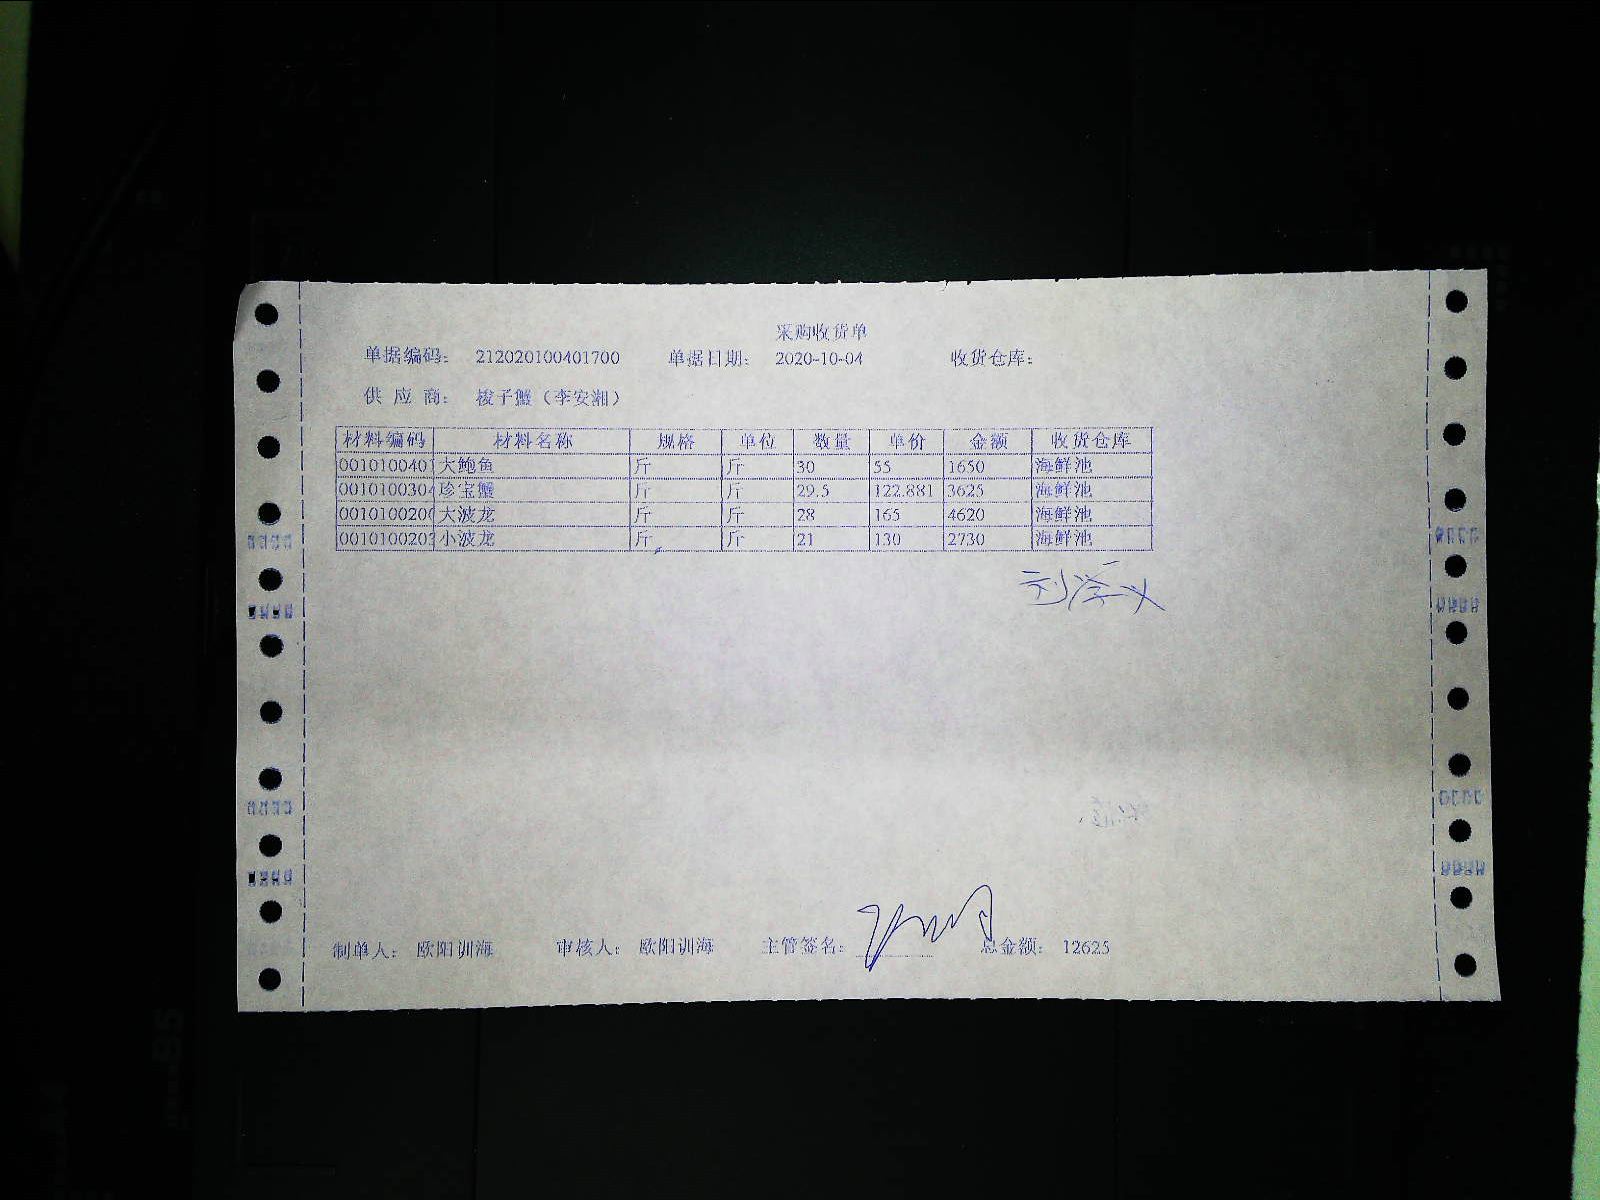 采购收货单
单据编码: 212020100401700 单据日期: 2020-10-04 收货仓库:
供 应 商: 梭子蟹(李安湘)
材料编码 材料名称 规格 单位 数量 单价 金额 收货仓库
0010100401 大鲍鱼 斤 斤 30 55 1650 海鲜池
0010100304 珍宝蟹 斤 斤 29.5 122.881 3625 海鲜池
001010020 大波龙 斤 斤 28 165 4620 海鲜池
001010020 小波龙 斤 斤 21 130 2730 海鲜池
制单人: 欧阳训海 审核人: 欧阳训海 主管签名: 总金额: 12625